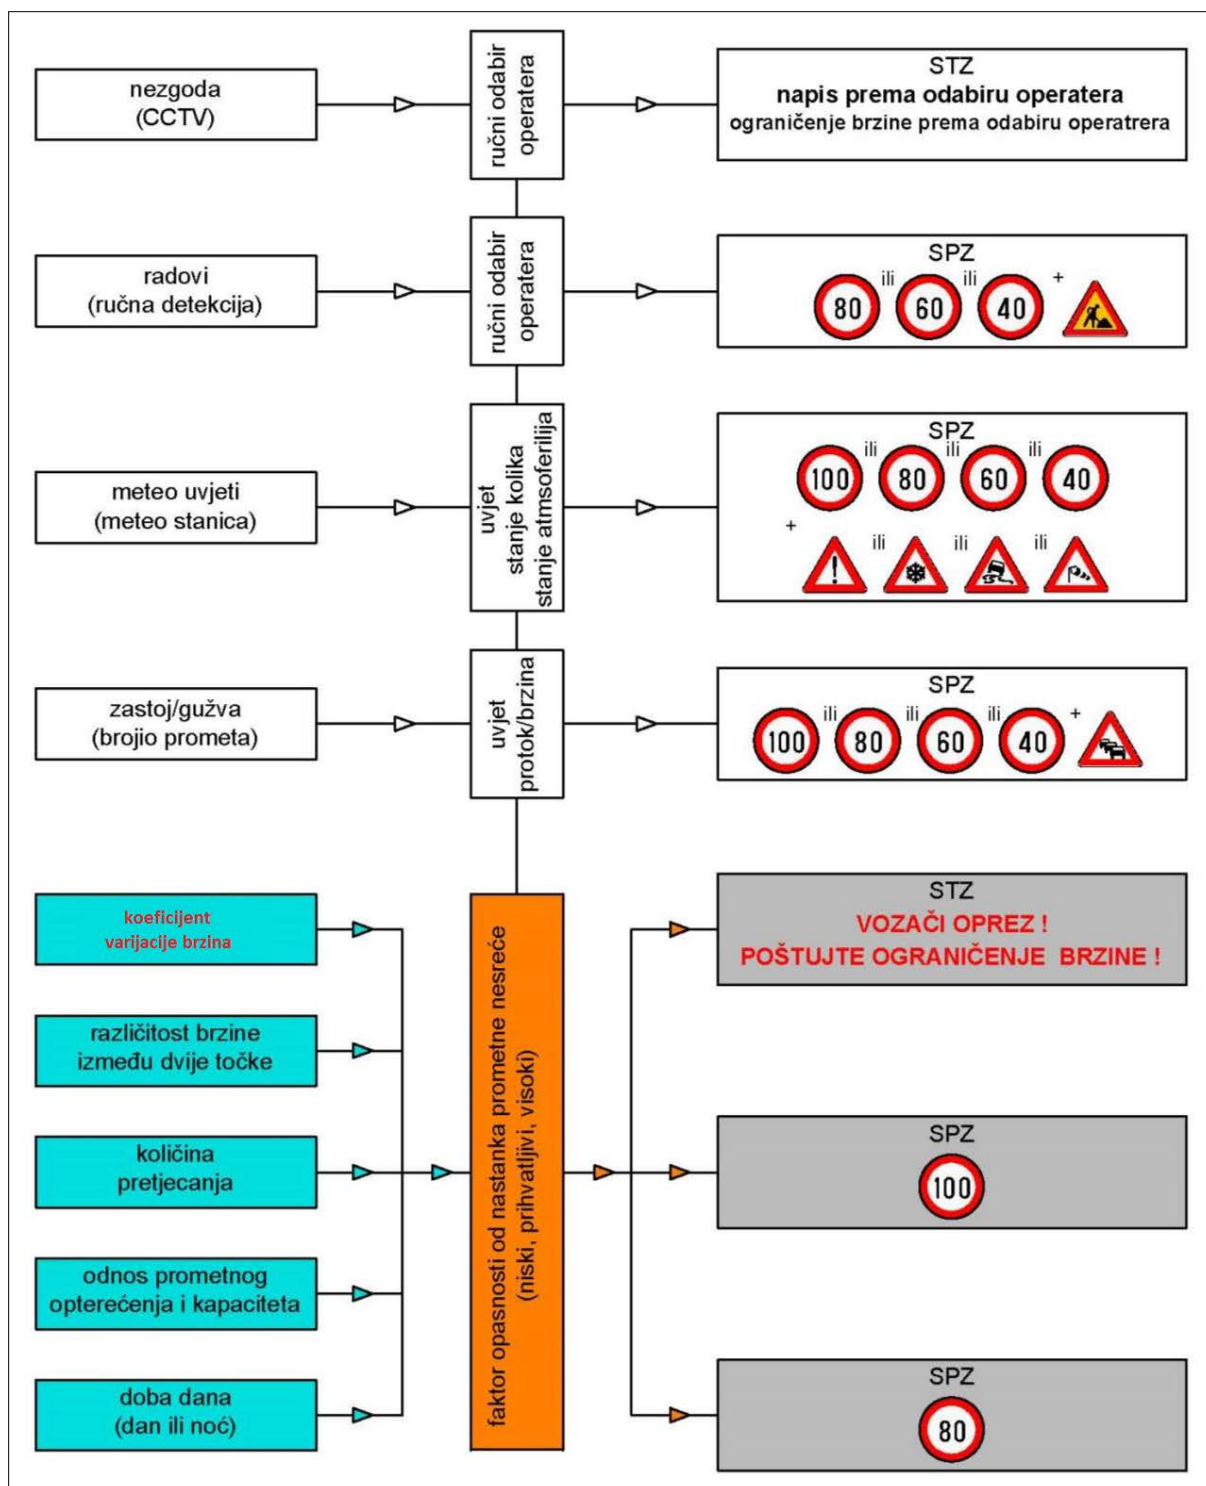 nezgoda
(CCTV)
ručni odabir
operatera
STZ
napis prema odabiru operatera
ograničenje brzine prema odabiru operatrera
radovi
(ručna detekcija)
ručni odabir
operatera
SPZ
80 ili 60 ili 40 +
meteo uvjeti
(meteo stanica)
uvjet
stanje kolika
stanje atmsoferilija
SPZ
100 ili 80 ili 60 ili 40
+ ! ili ili ili
zastoj/gužva
(brojio prometa)
uvjet
protok/brzina
SPZ
100 ili 80 ili 60 ili 40 +
koeficijent
varijacije brzina
različitost brzine
između dvije točke
količina
pretjecanja
odnos prometnog
opterećenja i kapaciteta
doba dana
(dan ili noć)
faktor opasnosti od nastanka prometne nesreće
(niski, prihvatljivi, visoki)
STZ
VOZAČI OPREZ !
POŠTUJTE OGRANIČENJE BRZINE !
SPZ
100
SPZ
80